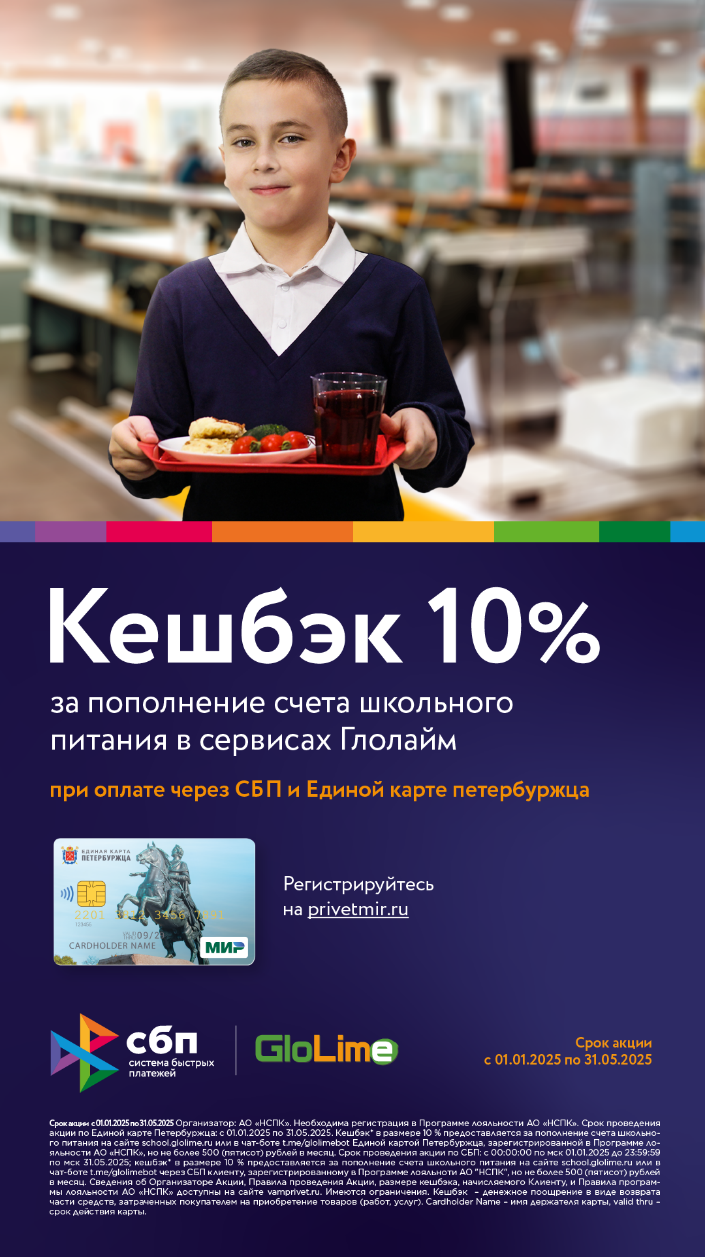 Кешбэк 10%
за пополнение счета школьного
питания в сервисах Глолайм
при оплате через СБП и Единой карте петербуржца
ЕДИНАЯ КАРТА
ПЕТЕРБУРЖЦА
CARDHOLDER NAME
МИР
Регистрируйтесь
на privetmir.ru
сбп
система быстрых
платежей
GloLime
Срок акции
с 01.01.2025 по 31.05.2025
Срок акции с 01.01.2025 по 31.05.2025 Организатор: АО «НСПК». Необходима регистрация в Программе лояльности АО «НСПК». Срок проведения
акции по Единой карте Петербуржца: с 01.01.2025 по 31.05.2025. Кешбэк* в размере 10 % предоставляется за пополнение счета школьно-
го питания на сайте school.glolime.ru или в чат-боте t.me/glolimebot Единой картой Петербуржца, зарегистрированной в Программе ло-
яльности АО «НСПК», но не более 500 (пятисот) рублей в месяц. Срок проведения акции по СБП: с 00:00:00 по мск 01.01.2025 до 23:59:59
по мск 31.05.2025; кешбэк* в размере 10 % предоставляется за пополнение счета школьного питания на сайте school.glolime.ru или в
чат-боте t.me/glolimebot через СБП клиенту, зарегистрированному в Программе лояльноти АО "НСПК", но не более 500 (пятисот) рублей
в месяц. Сведения об Организаторе Акции, Правила проведения Акции, размере кешбэка, начисляемого Клиенту, и Правила програм-
мы лояльности АО «НСПК» доступны на сайте vamprivet.ru. Имеются ограничения. Кешбэк – денежное поощрение в виде возврата
части средств, затраченных покупателем на приобретение товаров (работ, услуг). Cardholder Name – имя держателя карты, valid thru –
срок действия карты.